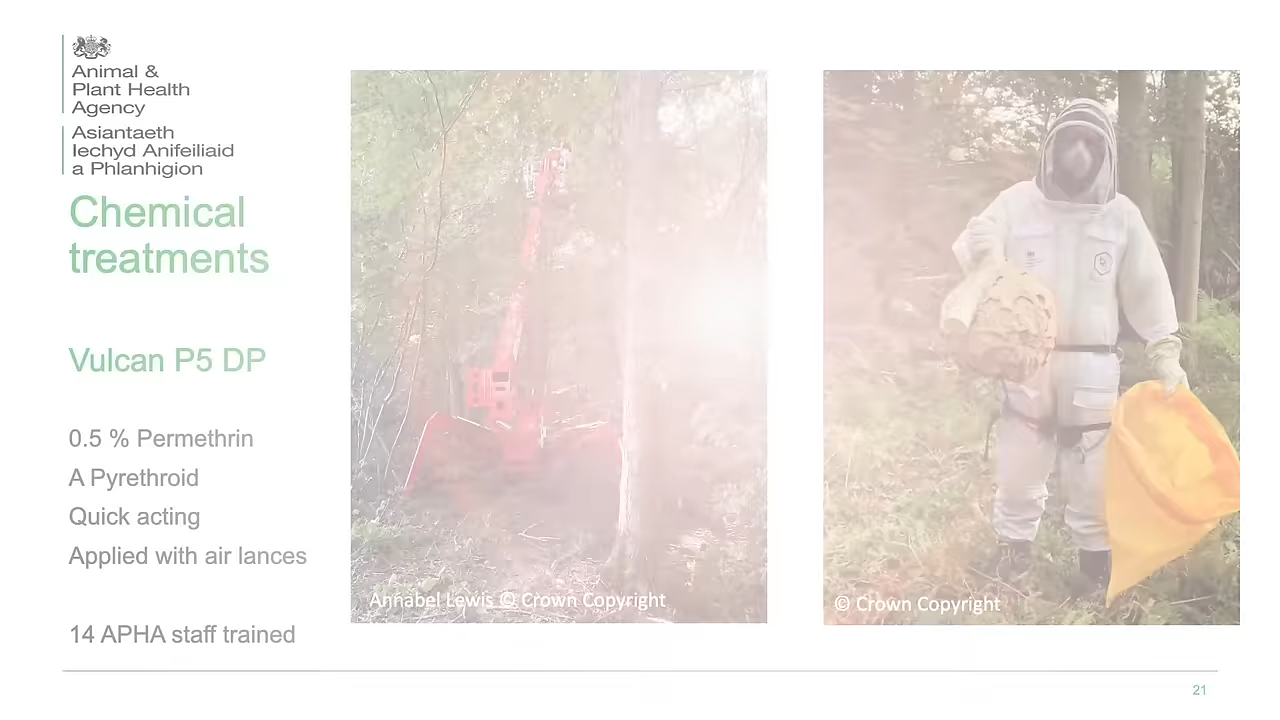 Animal &
Plant Health
Agency
Asiantaeth
Iechyd Anifeiliaid
a Phlanhigion
Chemical
treatments
Vulcan P5 DP
0.5 % Permethrin
A Pyrethroid
Quick acting
Applied with air lances
14 APHA staff trained
Annabel Lewis © Crown Copyright
© Crown Copyright
21